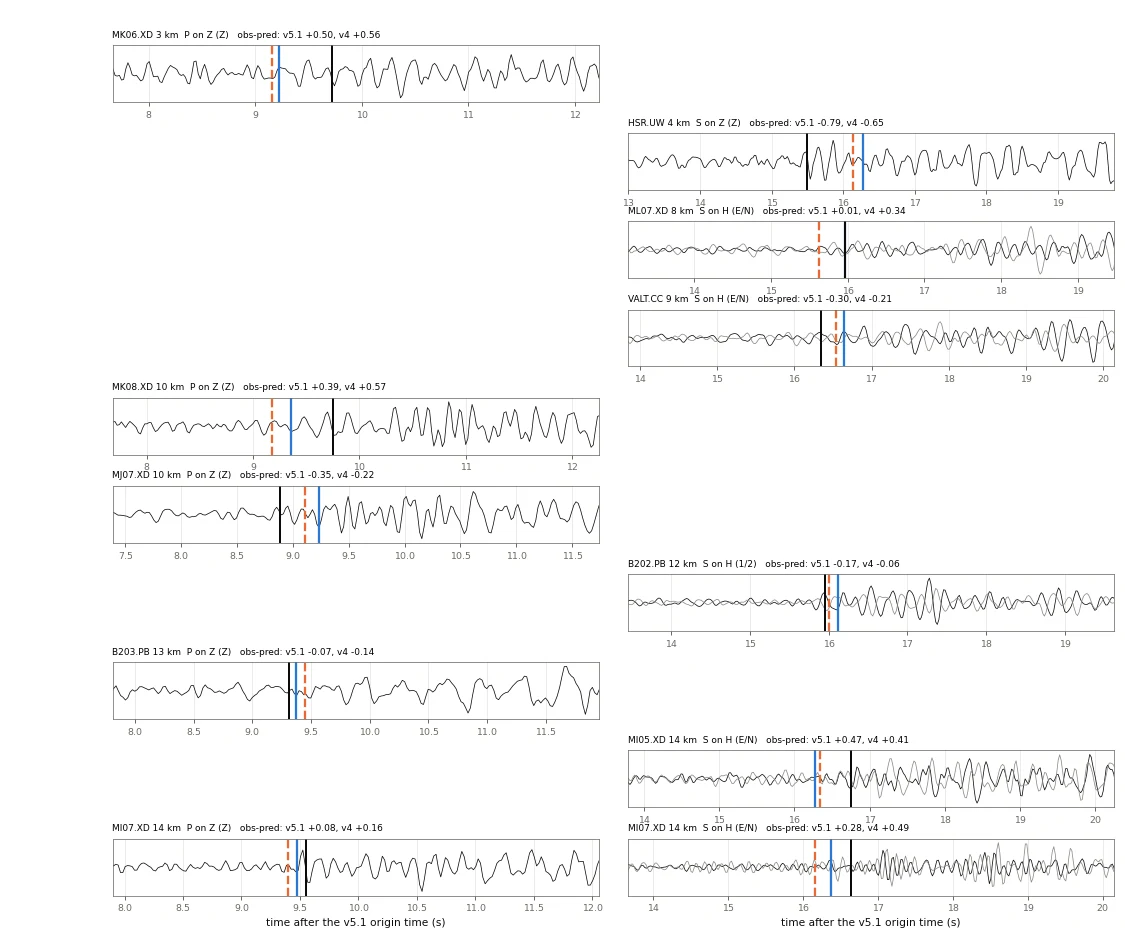 MK06.XD 3 km P on Z (Z) obs-pred: v5.1 +0.50, v4 +0.56
8 9 10 11 12
HSR.UW 4 km S on Z (Z) obs-pred: v5.1 -0.79, v4 -0.65
13 14 15 16 17 18 19
ML07.XD 8 km S on H (E/N) obs-pred: v5.1 +0.01, v4 +0.34
14 15 16 17 18 19
VALT.CC 9 km S on H (E/N) obs-pred: v5.1 -0.30, v4 -0.21
14 15 16 17 18 19 20
MK08.XD 10 km P on Z (Z) obs-pred: v5.1 +0.39, v4 +0.57
8 9 10 11 12
MJ07.XD 10 km P on Z (Z) obs-pred: v5.1 -0.35, v4 -0.22
7.5 8.0 8.5 9.0 9.5 10.0 10.5 11.0 11.5
B202.PB 12 km S on H (1/2) obs-pred: v5.1 -0.17, v4 -0.06
14 15 16 17 18 19
B203.PB 13 km P on Z (Z) obs-pred: v5.1 -0.07, v4 -0.14
8.0 8.5 9.0 9.5 10.0 10.5 11.0 11.5
MI05.XD 14 km S on H (E/N) obs-pred: v5.1 +0.47, v4 +0.41
14 15 16 17 18 19 20
MI07.XD 14 km P on Z (Z) obs-pred: v5.1 +0.08, v4 +0.16
8.0 8.5 9.0 9.5 10.0 10.5 11.0 11.5 12.0
time after the v5.1 origin time (s)
MI07.XD 14 km S on H (E/N) obs-pred: v5.1 +0.28, v4 +0.49
14 15 16 17 18 19 20
time after the v5.1 origin time (s)